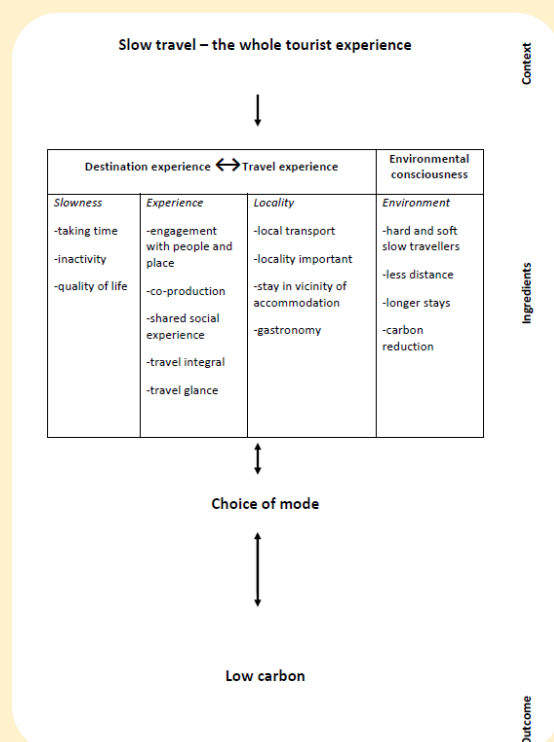 Slow travel – the whole tourist experience
Context
Destination experience ↔ Travel experience
Environmental
consciousness
Slowness
-taking time
-inactivity
-quality of life
Experience
-engagement
with people and
place
-co-production
-shared social
experience
-travel integral
-travel glance
Locality
-local transport
-locality important
-stay in vicinity of
accommodation
-gastronomy
Environment
-hard and soft
slow travellers
-less distance
-longer stays
-carbon
reduction
Ingredients
Choice of mode
Low carbon
Outcome